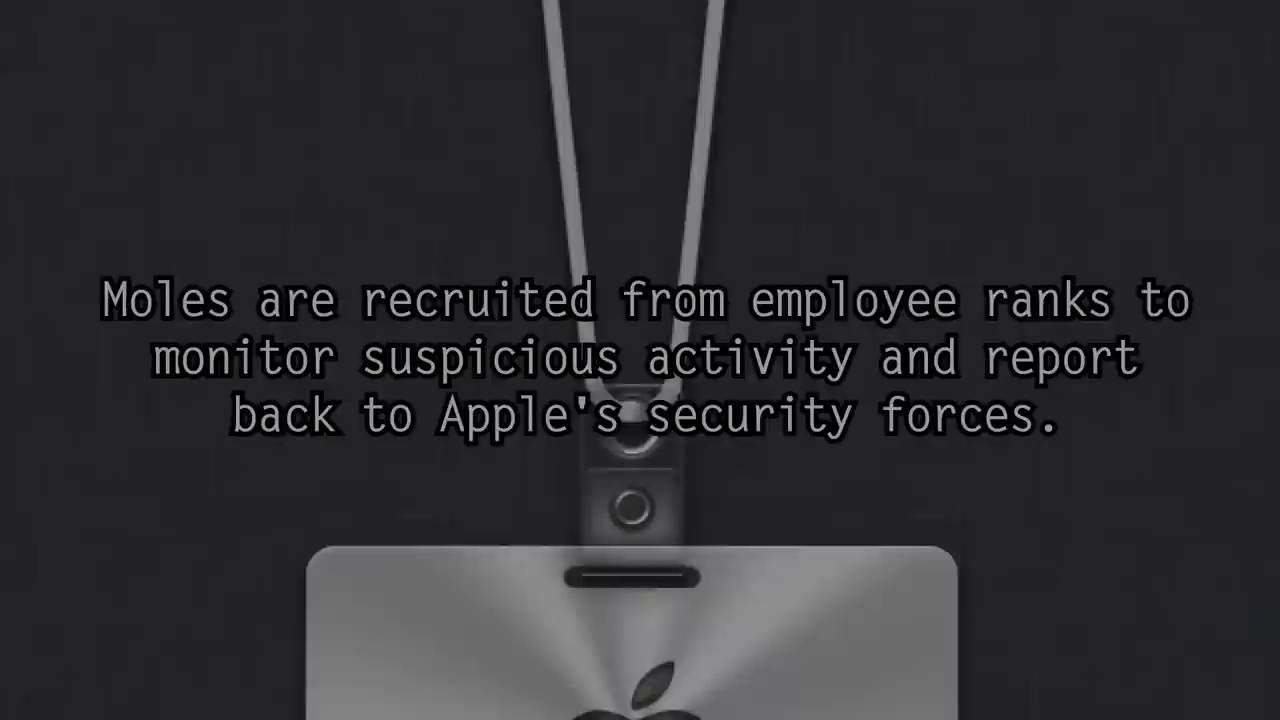 Moles are recruited from employee ranks to
monitor suspicious activity and report
back to Apple's security forces.